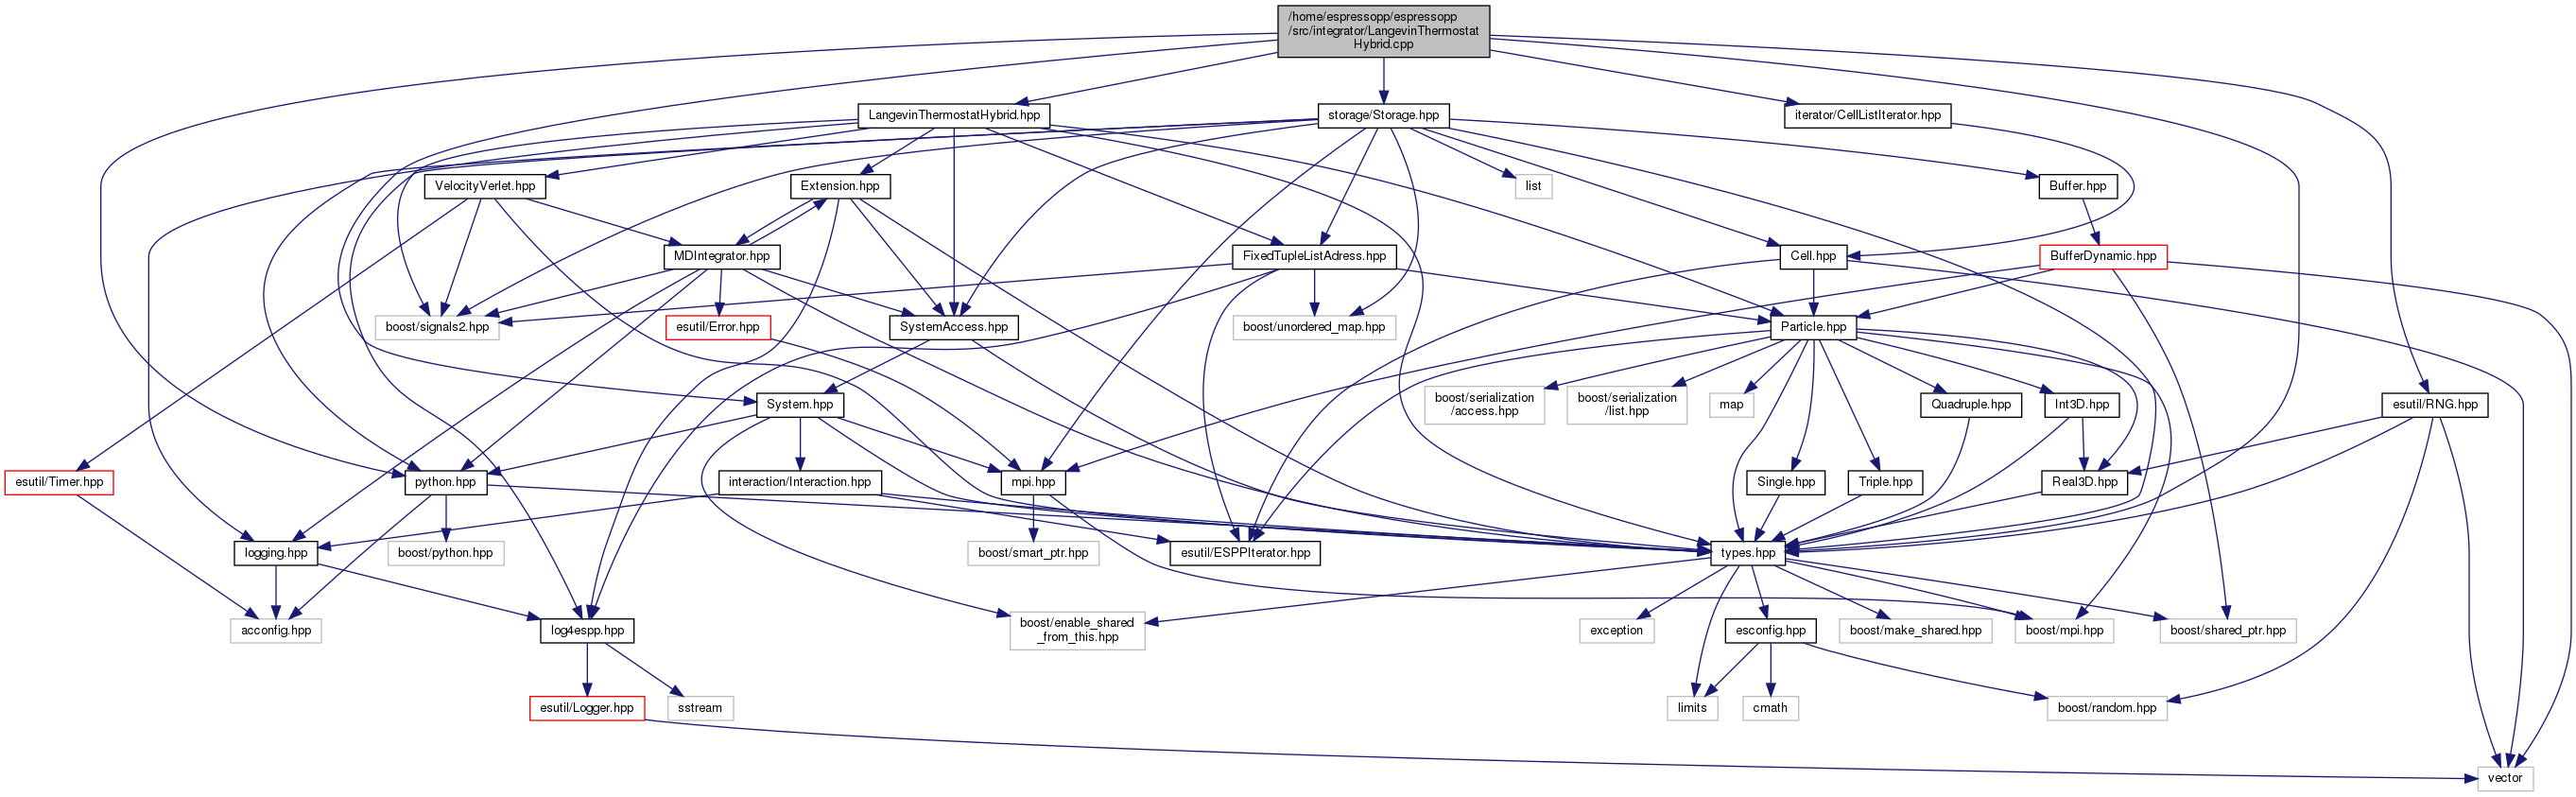 /home/espressopp/espressopp
/src/integrator/LangevinThermostat
Hybrid.cpp
LangevinThermostatHybrid.hpp
storage/Storage.hpp
iterator/CellListIterator.hpp
VelocityVerlet.hpp
Extension.hpp
list
Buffer.hpp
MDIntegrator.hpp
FixedTupleListAdress.hpp
Cell.hpp
BufferDynamic.hpp
boost/signals2.hpp
esutil/Error.hpp
SystemAccess.hpp
boost/unordered_map.hpp
Particle.hpp
System.hpp
boost/serialization
/access.hpp
boost/serialization
/list.hpp
map
Quadruple.hpp
Int3D.hpp
esutil/RNG.hpp
esutil/Timer.hpp
python.hpp
interaction/Interaction.hpp
mpi.hpp
Single.hpp
Triple.hpp
Real3D.hpp
logging.hpp
boost/python.hpp
boost/smart_ptr.hpp
esutil/ESPPIterator.hpp
types.hpp
acconfig.hpp
log4espp.hpp
boost/enable_shared
_from_this.hpp
exception
esconfig.hpp
boost/make_shared.hpp
boost/mpi.hpp
boost/shared_ptr.hpp
esutil/Logger.hpp
sstream
limits
cmath
boost/random.hpp
vector